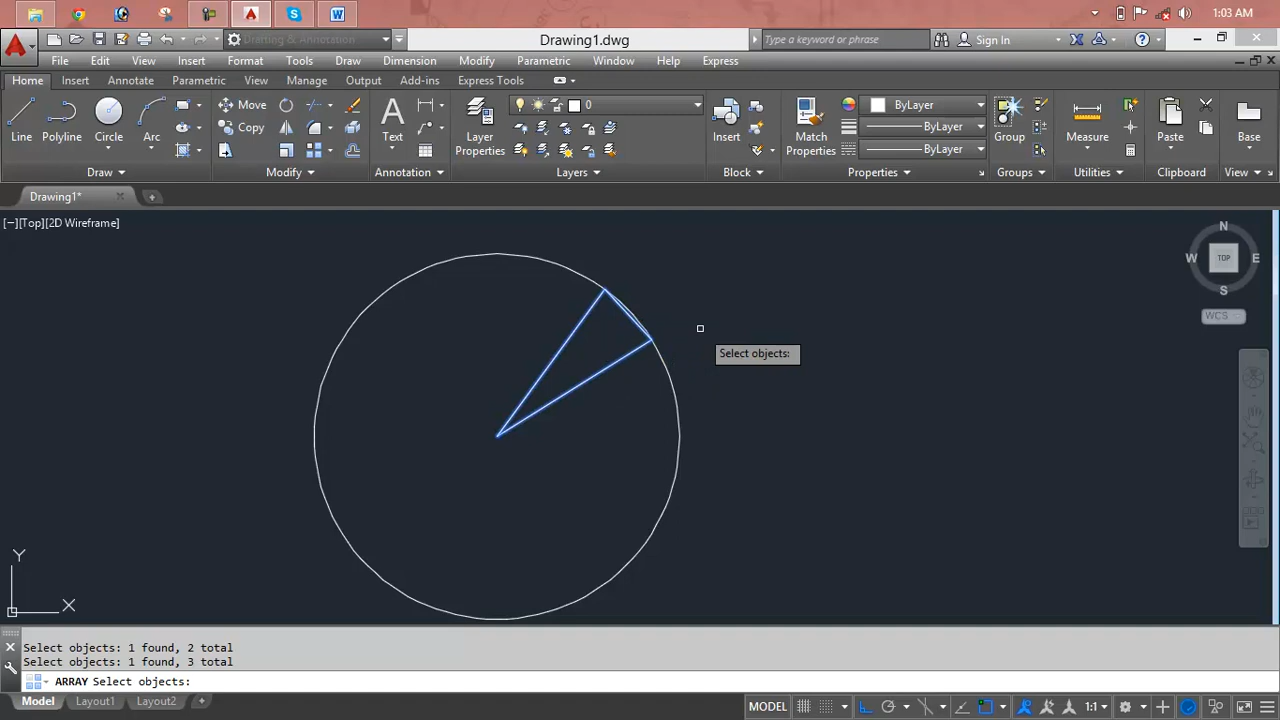 1:03 AM
Drafting & Annotation
Drawing1.dwg
Type a keyword or phrase
Sign In
File Edit View Insert Format Tools Draw Dimension Modify Parametric Window Help Express
Home Insert Annotate Parametric View Manage Output Add-ins Express Tools
Move
0
ByLayer
Copy
ByLayer
Line Polyline Circle Arc Text Layer Properties Insert Match Properties Group Measure Paste Base
ByLayer
Draw Modify Annotation Layers Block Properties Groups Utilities Clipboard View
Drawing1*
[−][Top][2D Wireframe]
N
W TOP E
S
WCS
Select objects:
Y
X
Select objects: 1 found, 2 total
Select objects: 1 found, 3 total
ARRAY Select objects:
Model Layout1 Layout2 +
MODEL 1:1